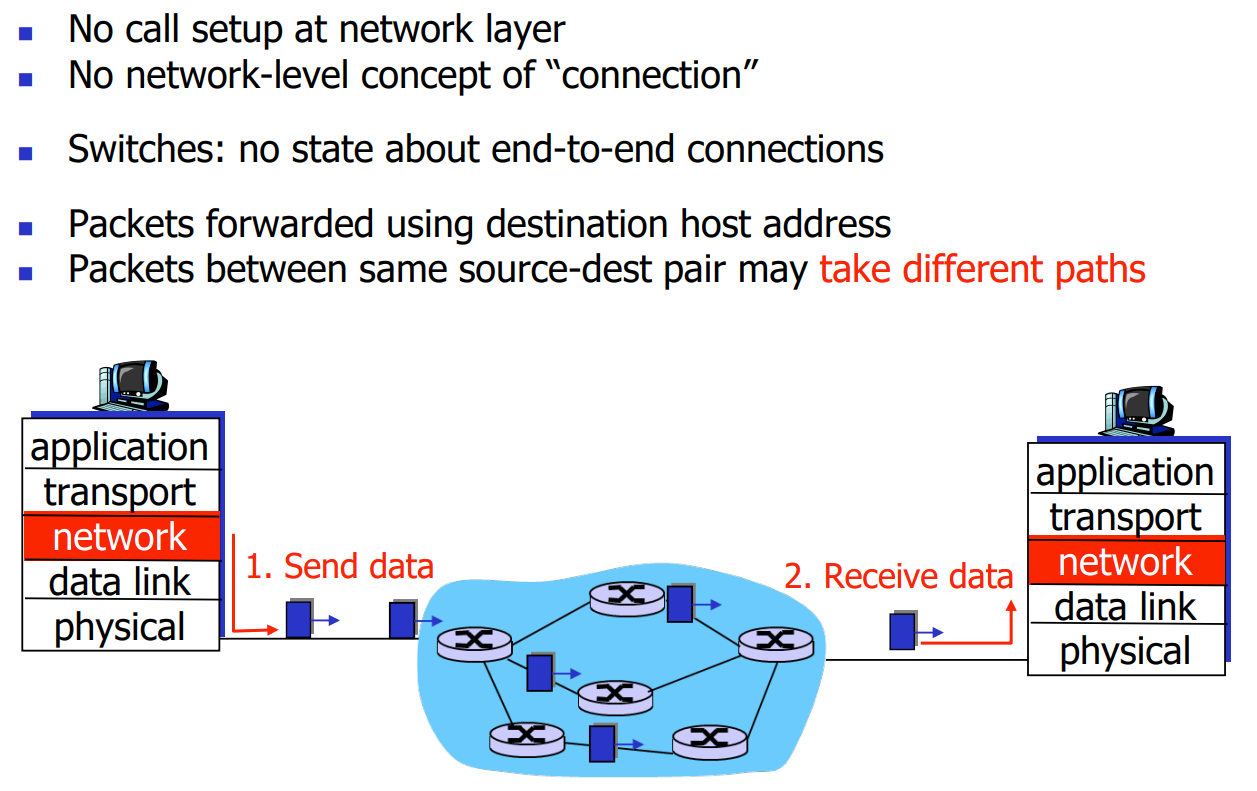 No call setup at network layer
No network-level concept of “connection”
Switches: no state about end-to-end connections
Packets forwarded using destination host address
Packets between same source-dest pair may take different paths
application
transport
network
data link
physical
1. Send data
2. Receive data
application
transport
network
data link
physical